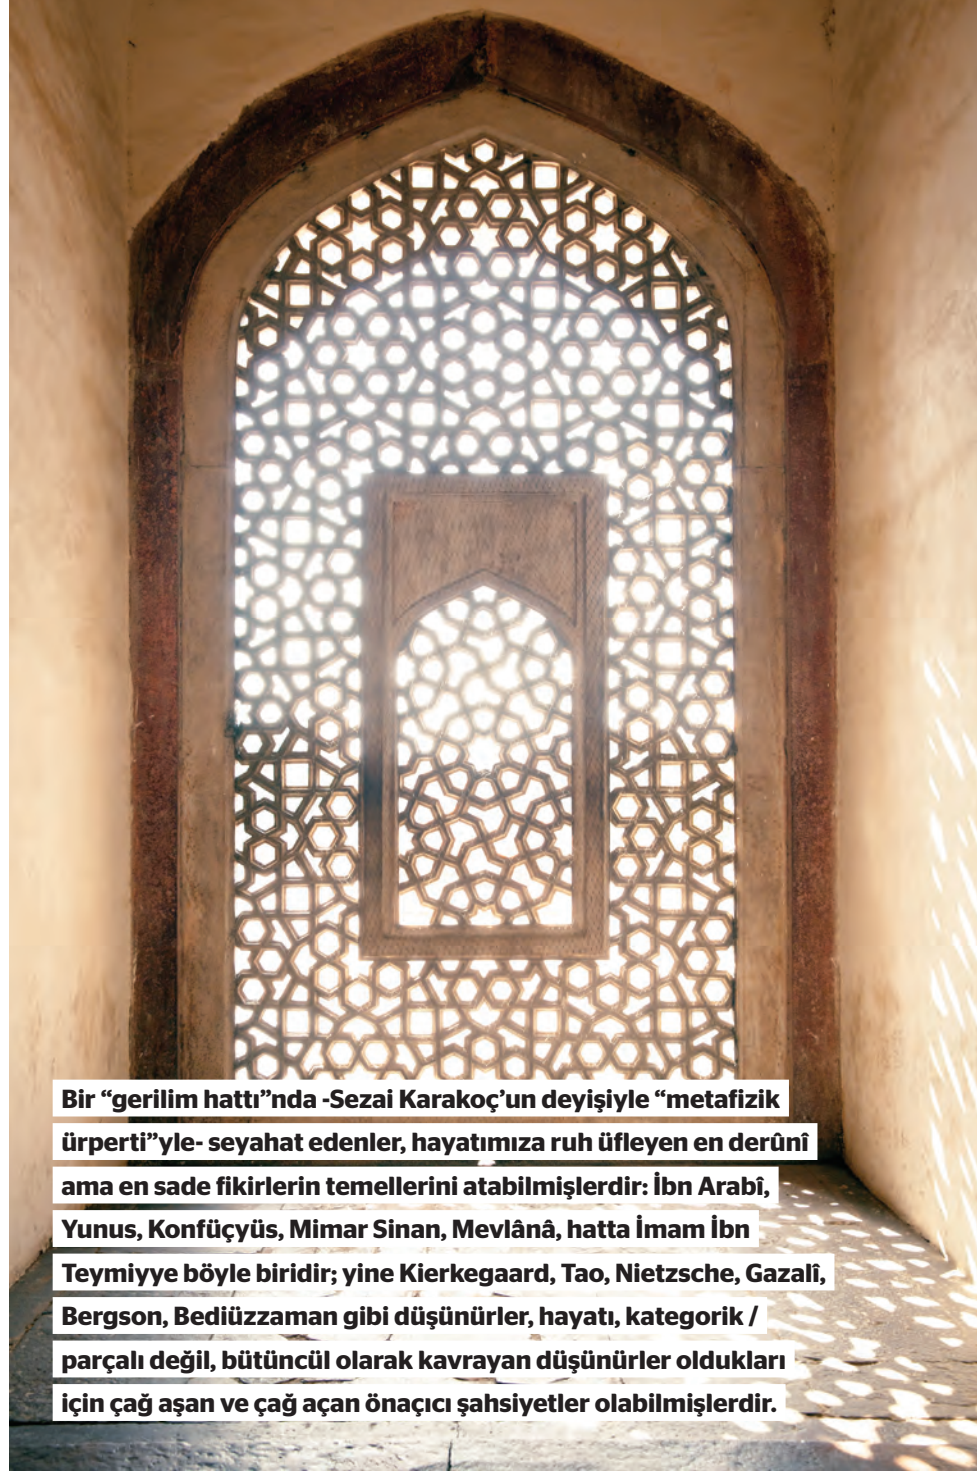 Bir “gerilim hattı”nda -Sezai Karakoç’un deyişiyle “metafizik
ürperti”yle- seyahat edenler, hayatımıza ruh üfleyen en derûnî
ama en sade fikirlerin temellerini atabilmişlerdir: İbn Arabî,
Yunus, Konfüçyüs, Mimar Sinan, Mevlânâ, hatta İmam İbn
Teymiyye böyle biridir; yine Kierkegaard, Tao, Nietzsche, Gazalî,
Bergson, Bediüzzaman gibi düşünürler, hayatı, kategorik /
parçalı değil, bütüncül olarak kavrayan düşünürler oldukları
için çağ aşan ve çağ açan önaçıcı şahsiyetler olabilmişlerdir.